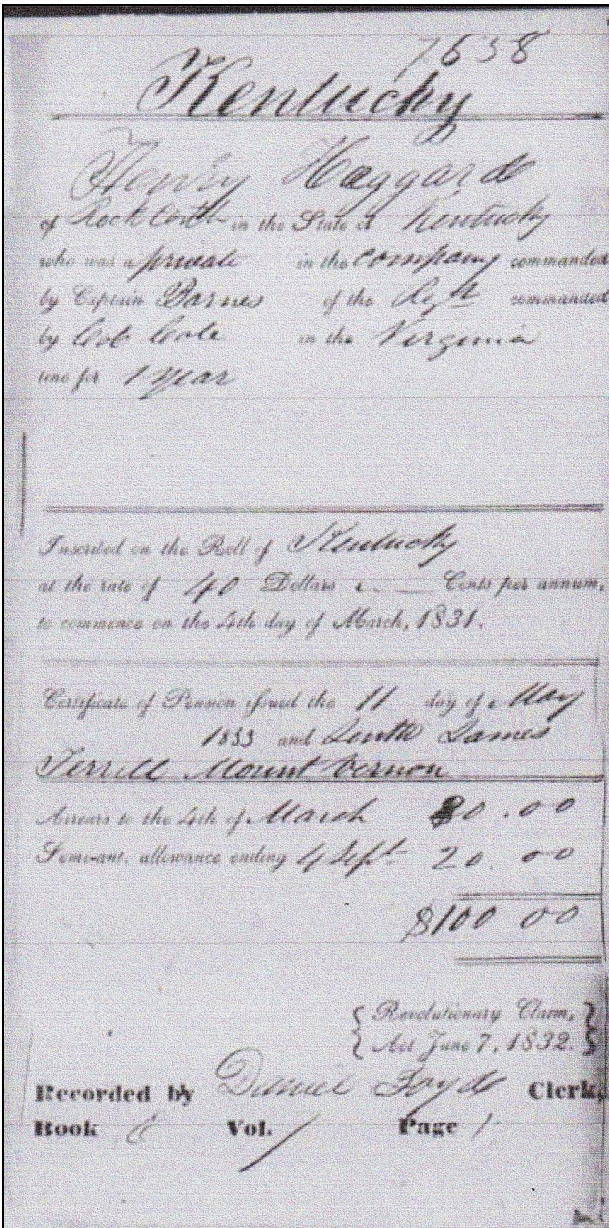 7638
Kentucky
Henry Haggard
of Rock Castle in the State of Kentucky
who was a private in the company commanded
by Captain Barnes of the Regt commanded
by Col. Cole in the Virginia
line for 1 year
Inscribed on the Roll of Kentucky
at the rate of 40 Dollars Cents per annum,
to commence on the 4th day of March, 1831.
Certificate of Pension issued the 11 day of May
1833 and James
Terrill Mount Vernon
Arrears to the 4th of March 80.00
Semi-ant. allowance ending 4 Sept 20.00
$100 00
{ Revolutionary Claim, }
{ Act June 7, 1832. }
Recorded by Daniel Boyd Clerk,
Book E Vol. 1 Page 1